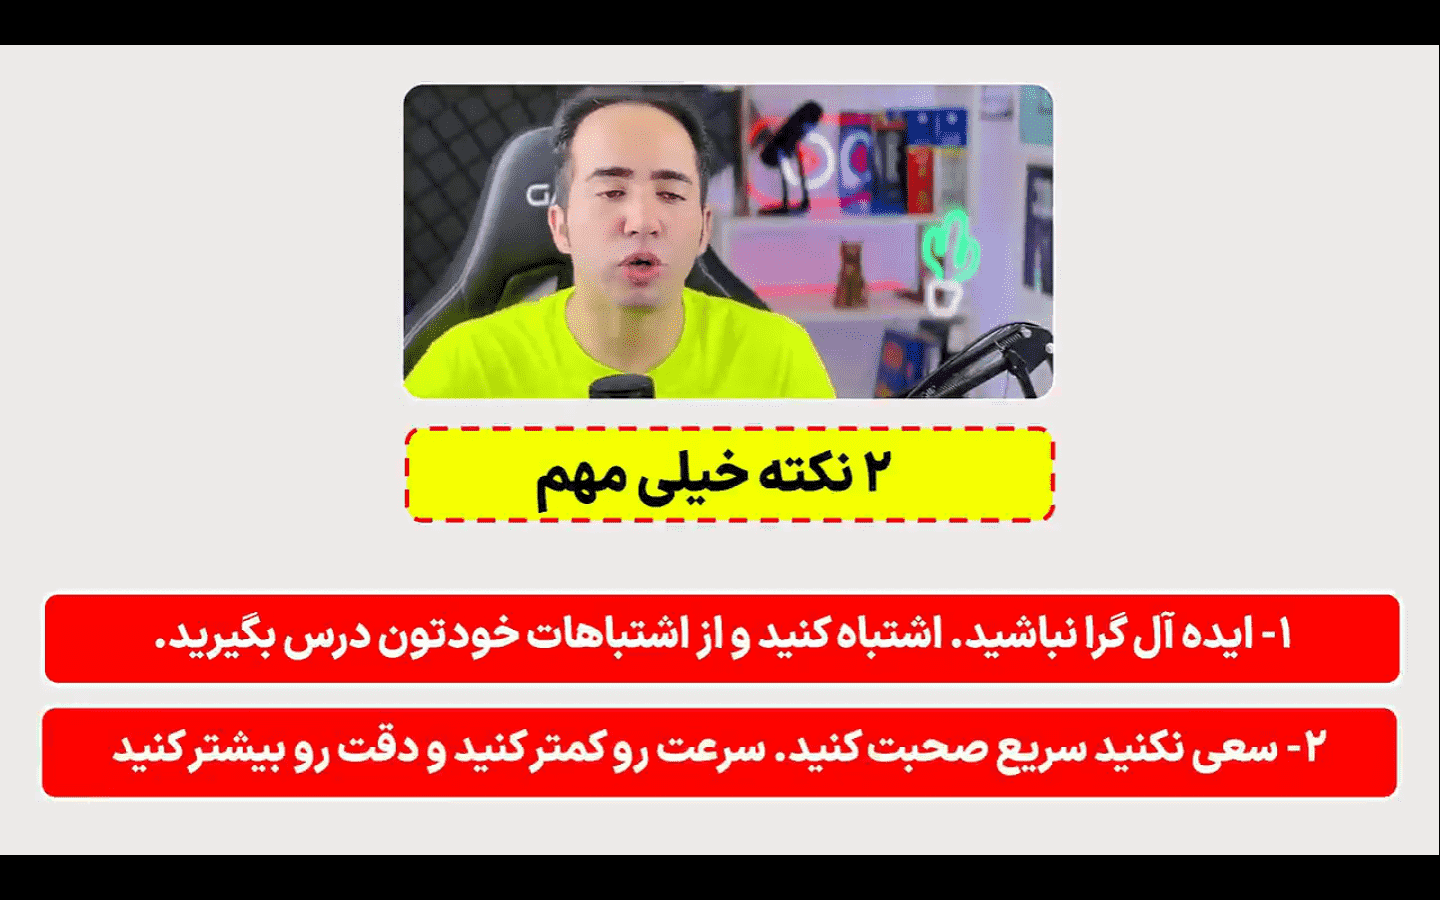 ۲ نکته خیلی مهم
۱- ایده آل گرا نباشید. اشتباه کنید و از اشتباهات خودتون درس بگیرید.
۲- سعی نکنید سریع صحبت کنید. سرعت رو کمتر کنید و دقت رو بیشتر کنید